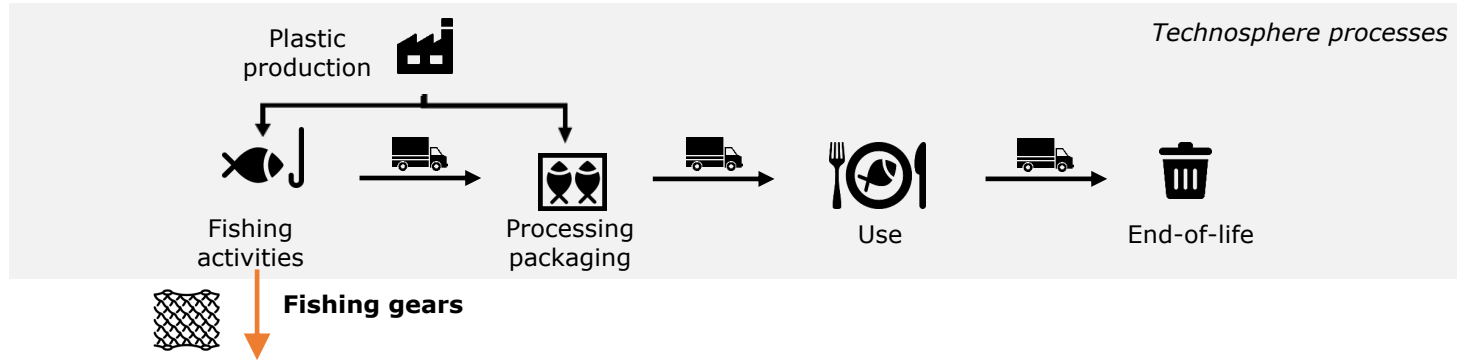 Technosphere processes
Plastic
production
Fishing
activities
Processing
packaging
Use
End-of-life
Fishing gears